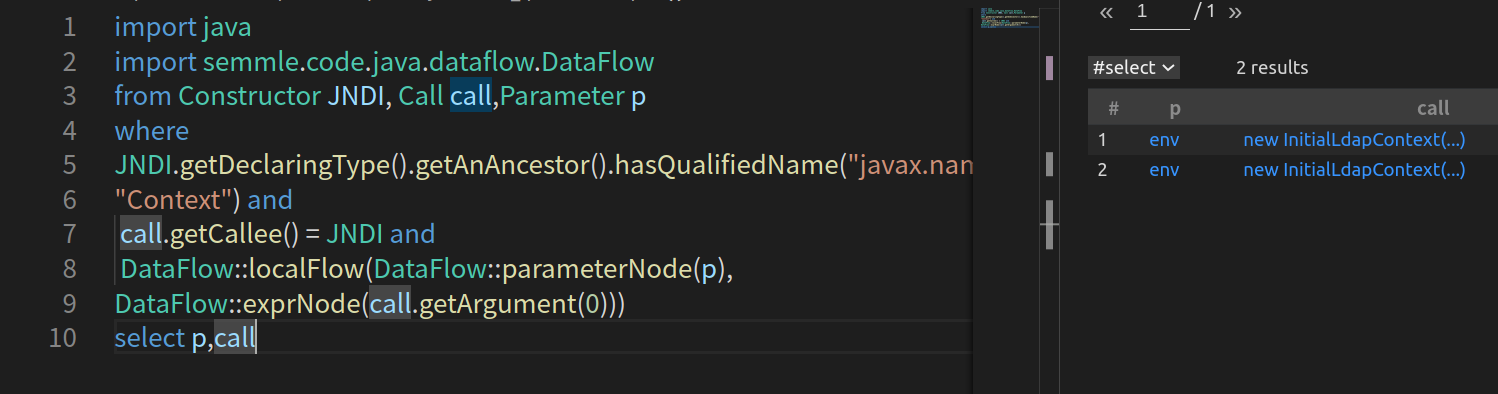 1 import java
2 import semmle.code.java.dataflow.DataFlow
3 from Constructor JNDI, Call call,Parameter p
4 where
5 JNDI.getDeclaringType().getAnAncestor().hasQualifiedName("javax.nam
6 "Context") and
7 call.getCallee() = JNDI and
8 DataFlow::localFlow(DataFlow::parameterNode(p),
9 DataFlow::exprNode(call.getArgument(0)))
10 select p,call
« 1 / 1 »
#select 2 results
# p call
1 env new InitialLdapContext(...)
2 env new InitialLdapContext(...)